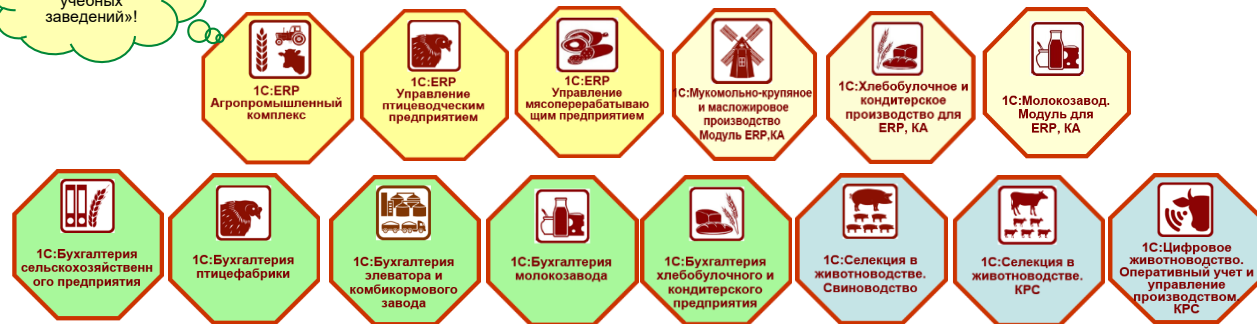 учебных
заведений»!
1С:ERP
Агропромышленный
комплекс
1С:ERP
Управление
птицеводческим
предприятием
1С:ERP
Управление
мясоперерабатываю
щим предприятием
1С:Мукомольно-крупяное
и масложировое
производство
Модуль ERP,КА
1С:Хлебобулочное и
кондитерское
производство для
ERP, КА
1С:Молокозавод.
Модуль для
ERP, КА
1С:Бухгалтерия
сельскохозяйственн
ого предприятия
1С:Бухгалтерия
птицефабрики
1С:Бухгалтерия
элеватора и
комбикормового
завода
1С:Бухгалтерия
молокозавода
1С:Бухгалтерия
хлебобулочного и
кондитерского
предприятия
1С:Селекция в
животноводстве.
Свиноводство
1С:Селекция в
животноводстве.
КРС
1С:Цифровое
животноводство.
Оперативный учет и
управление
производством.
КРС